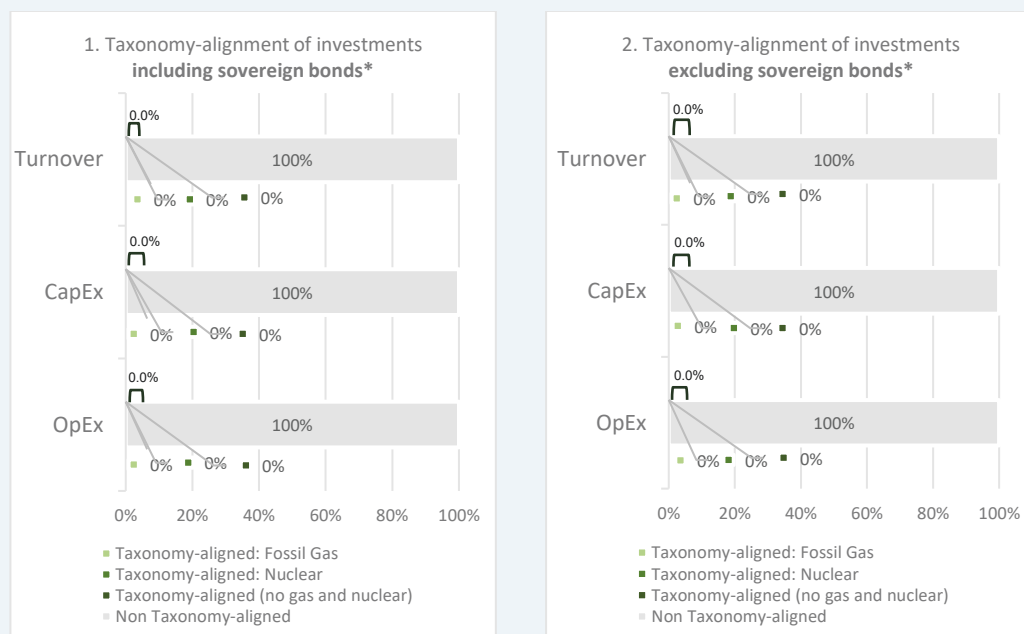 1. Taxonomy-alignment of investments
including sovereign bonds*
0.0%
Turnover
100%
0% 0% 0%
0.0%
CapEx
100%
0% 0% 0%
0.0%
OpEx
100%
0% 0% 0%
0% 20% 40% 60% 80% 100%
Taxonomy-aligned: Fossil Gas
Taxonomy-aligned: Nuclear
Taxonomy-aligned (no gas and nuclear)
Non Taxonomy-aligned
2. Taxonomy-alignment of investments
excluding sovereign bonds*
0.0%
Turnover
100%
0% 0% 0%
0.0%
CapEx
100%
0% 0% 0%
0.0%
OpEx
100%
0% 0% 0%
0% 20% 40% 60% 80% 100%
Taxonomy-aligned: Fossil Gas
Taxonomy-aligned: Nuclear
Taxonomy-aligned (no gas and nuclear)
Non Taxonomy-aligned